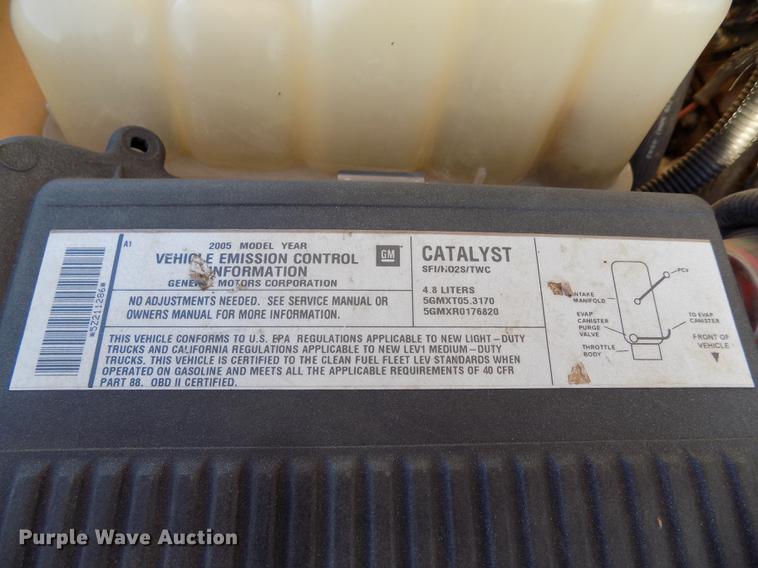 A1
2005 MODEL YEAR
VEHICLE EMISSION CONTROL
INFORMATION
GENERAL MOTORS CORPORATION
GM
NO ADJUSTMENTS NEEDED. SEE SERVICE MANUAL OR
OWNERS MANUAL FOR MORE INFORMATION.
CATALYST
SFI/HO2S/TWC
4.8 LITERS
5GMXT05.3170
5GMXR0176820
THIS VEHICLE CONFORMS TO U.S. EPA REGULATIONS APPLICABLE TO NEW LIGHT-DUTY
TRUCKS AND CALIFORNIA REGULATIONS APPLICABLE TO NEW LEV1 MEDIUM-DUTY
TRUCKS. THIS VEHICLE IS CERTIFIED TO THE CLEAN FUEL FLEET LEV STANDARDS WHEN
OPERATED ON GASOLINE AND MEETS ALL THE APPLICABLE REQUIREMENTS OF 40 CFR
PART 88. OBD II CERTIFIED.
*5Z211286*
PCV
INTAKE
MANIFOLD
EVAP
CANISTER
PURGE
VALVE
THROTTLE
BODY
TO EVAP
CANISTER
FRONT OF
VEHICLE
Purple Wave Auction